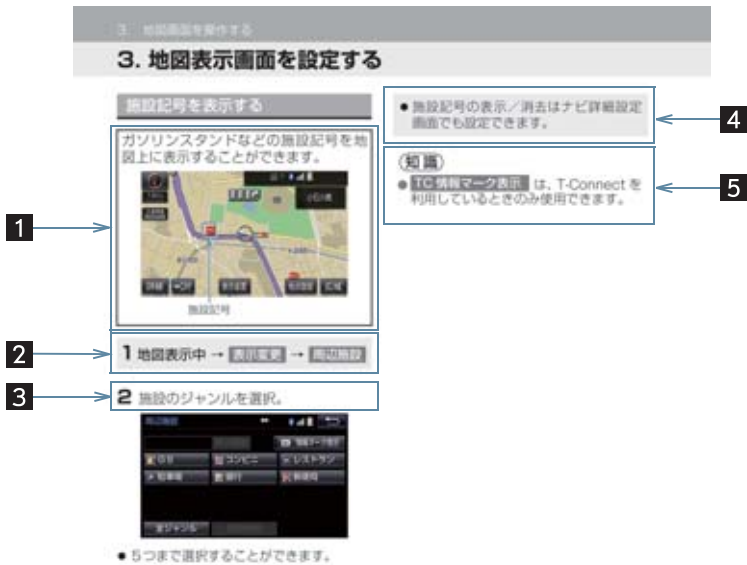 3. 地図画面を操作する
3. 地図表示画面を設定する
施設記号を表示する
ガソリンスタンドなどの施設記号を地
図上に表示することができます。
施設記号
1 地図表示中 → 表示変更 → 周辺施設
2 施設のジャンルを選択。
周辺施設
コンビニ レストラン
駐車場 銀行 郵便局
全ジャンル
● 5つまで選択することができます。
● 施設記号の表示／消去はナビ詳細設定
画面でも設定できます。
知識
● TC 情報マーク表示 は、T-Connect を
利用しているときのみ使用できます。
1
2
3
4
5